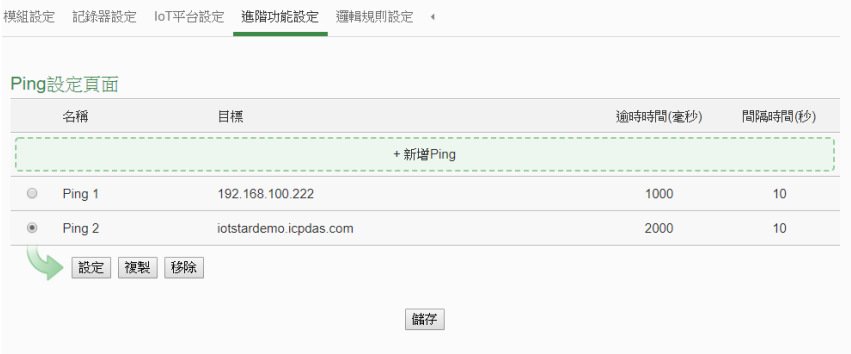 模組設定 記錄器設定 IoT平台設定 進階功能設定 邏輯規則設定
Ping設定頁面
名稱 目標 逾時時間(毫秒) 間隔時間(秒)
+ 新增Ping
Ping 1 192.168.100.222 1000 10
Ping 2 iotstardemo.icpdas.com 2000 10
設定 複製 移除
儲存